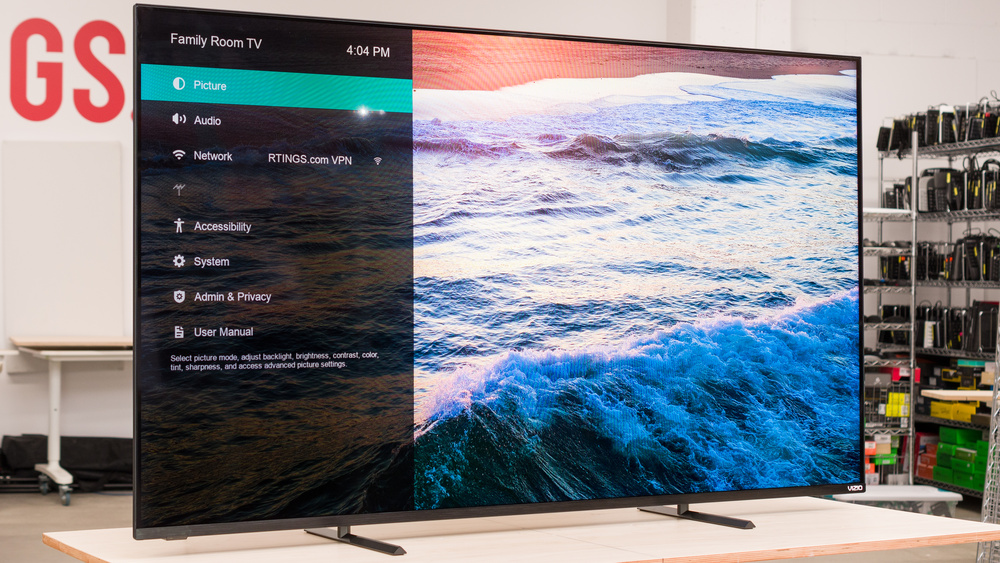 GS.
Family Room TV
4:04 PM
Picture
Audio
Network
RTINGS.com VPN
Accessibility
System
Admin & Privacy
User Manual
Select picture mode, adjust backlight, brightness, contrast, color,
tint, sharpness, and access advanced picture settings.
VIZIO